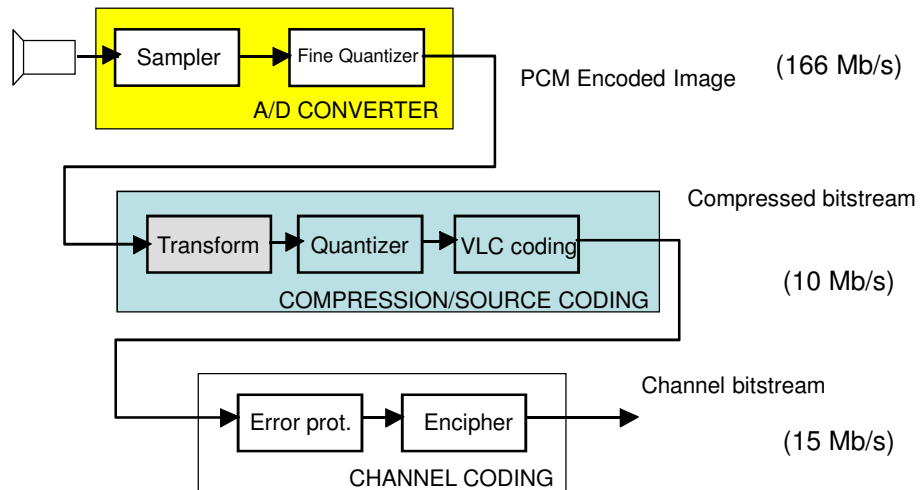 Sampler
Fine Quantizer
A/D CONVERTER
PCM Encoded Image
(166 Mb/s)
Compressed bitstream
Transform
Quantizer
VLC coding
COMPRESSION/SOURCE CODING
(10 Mb/s)
Channel bitstream
Error prot.
Encipher
CHANNEL CODING
(15 Mb/s)